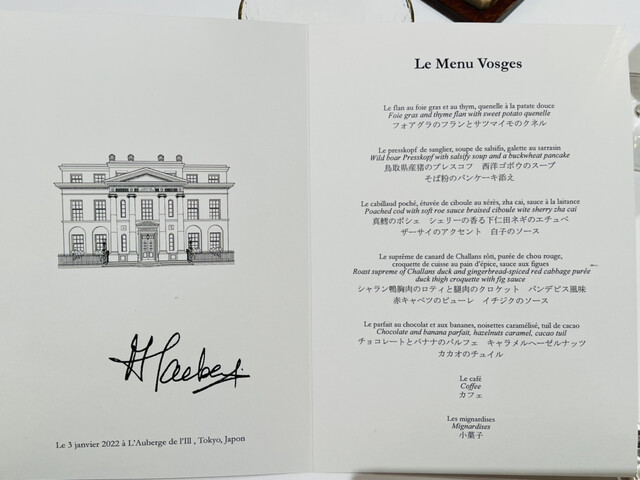 Le 3 janvier 2022 à L'Auberge de l'Ill , Tokyo, Japon
Le Menu Vosges
Le flan au foie gras et au thym, quenelle à la patate douce
Foie gras and thyme flan with sweet potato quenelle
フォアグラのフランとサツマイモのクネル
Le presskopf de sanglier, soupe de salsifis, galette au sarrasin
Wild boar Presskopf with salsify soup and a buckwheat pancake
鳥取県産猪のプレスコフ　西洋ゴボウのスープ
そば粉のパンケーキ添え
Le cabillaud poché, étuvée de ciboule au xérès, zha cai, sauce à la laitance
Poached cod with soft roe sauce braised ciboule wite sherry zha cai
真鱈のポシェ　シェリーの香る下仁田ネギのエチュベ
ザーサイのアクセント　白子のソース
Le suprême de canard de Challans rôti, purée de chou rouge,
croquette de cuisse au pain d'épice, sauce aux figues
Roast supreme of Challans duck and gingerbread-spiced red cabbage purée
duck thigh croquette with fig sauce
シャラン鴨胸肉のロティと腿肉のクロケット　パンデピス風味
赤キャベツのピューレ　イチジクのソース
Le parfait au chocolat et aux bananes, noisettes caramélisé, tuil de cacao
Chocolate and banana parfait, hazelnuts caramel, cacao tuil
チョコレートとバナナのパルフェ　キャラメルヘーゼルナッツ
カカオのチュイル
Le café
Coffee
カフェ
Les mignardises
Mignardises
小菓子